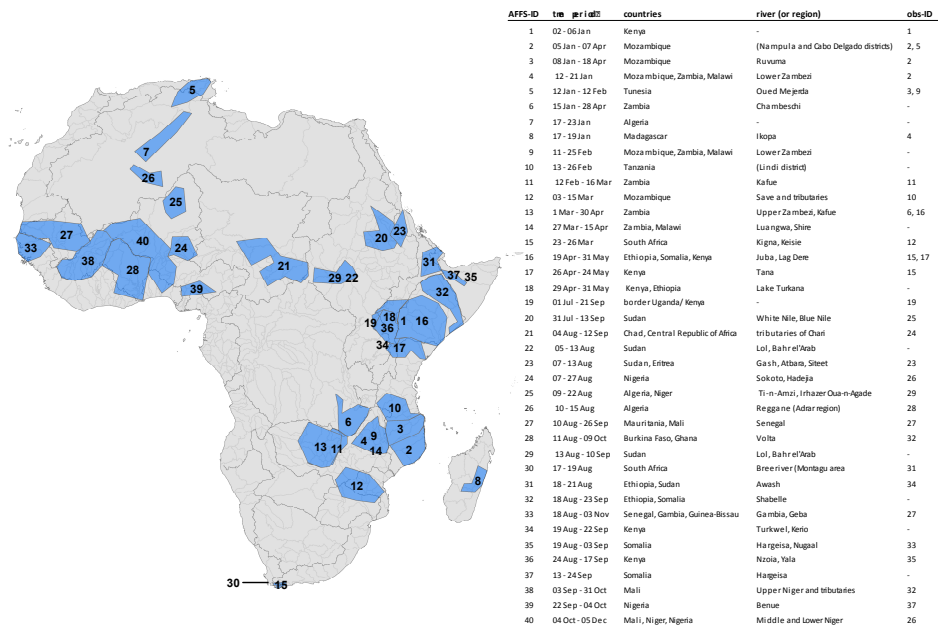 5
7
26
25
27
33
40
38
24
28
39
21
29 22
20
23
31
37
35
32
18
19
1
16
36
34
17
10
6
3
9
4
13
11
14
2
12
8
30
15
AFFS-ID countries river (or region) obs-ID
1 02 - 06 Jan Kenya - 1
2 05 Jan - 07 Apr Mozambique (Nampula and Cabo Delgado districts) 2, 5
3 08 Jan - 18 Apr Mozambique Ruvuma 2
4 12 - 21 Jan Mozambique, Zambia, Malawi Lower Zambezi 2
5 12 Jan - 12 Feb Tunesia Oued Mejerda 3, 9
6 15 Jan - 28 Apr Zambia Chambeschi -
7 17 - 23 Jan Algeria - -
8 17 - 19 Jan Madagascar Ikopa 4
9 11 - 25 Feb Mozambique, Zambia, Malawi Lower Zambezi -
10 13 - 26 Feb Tanzania (Lindi district) -
11 12 Feb - 16 Mar Zambia Kafue 11
12 03 - 15 Mar Mozambique Save and tributaries 10
13 1 Mar - 30 Apr Zambia Upper Zambezi, Kafue 6, 16
14 27 Mar - 15 Apr Zambia, Malawi Luangwa, Shire -
15 23 - 26 Mar South Africa Kigna, Keisie 12
16 19 Apr - 31 May Ethiopia, Somalia, Kenya Juba, Lag Dere 15, 17
17 26 Apr - 24 May Kenya Tana 15
18 29 Apr - 31 May Kenya, Ethiopia Lake Turkana
19 01 Jul - 21 Sep border Uganda/ Kenya - 19
20 31 Jul - 13 Sep Sudan White Nile, Blue Nile 25
21 04 Aug - 12 Sep Chad, Central Republic of Africa tributaries of Chari 24
22 05 - 13 Aug Sudan Lol, Bahr el'Arab -
23 07 - 13 Aug Sudan, Eritrea Gash, Atbara, Siteet 23
24 07 - 27 Aug Nigeria Sokoto, Hadejia 26
25 09 - 22 Aug Algeria, Niger Ti-n-Amzi, Irhazer Oua-n-Agade 29
26 10 - 15 Aug Algeria Reggane (Adrar region) 28
27 10 Aug - 26 Sep Mauritania, Mali Senegal 27
28 11 Aug - 09 Oct Burkina Faso, Ghana Volta 32
29 13 Aug - 10 Sep Sudan Lol, Bahr el'Arab -
30 17 - 19 Aug South Africa Breeriver (Montagu area 31
31 18 - 21 Aug Ethiopia, Sudan Awash 34
32 18 Aug - 23 Sep Ethiopia, Somalia Shabelle -
33 18 Aug - 03 Nov Senegal, Gambia, Guinea-Bissau Gambia, Geba 27
34 19 Aug - 22 Sep Kenya Turkwel, Kerio -
35 19 Aug - 03 Sep Somalia Hargeisa, Nugaal 33
36 24 Aug - 17 Sep Kenya Nzoia, Yala 35
37 13 - 24 Sep Somalia Hargeisa -
38 03 Sep - 31 Oct Mali Upper Niger and tributaries 32
39 22 Sep - 04 Oct Nigeria Benue 37
40 04 Oct - 05 Dec Mali, Niger, Nigeria Middle and Lower Niger 26